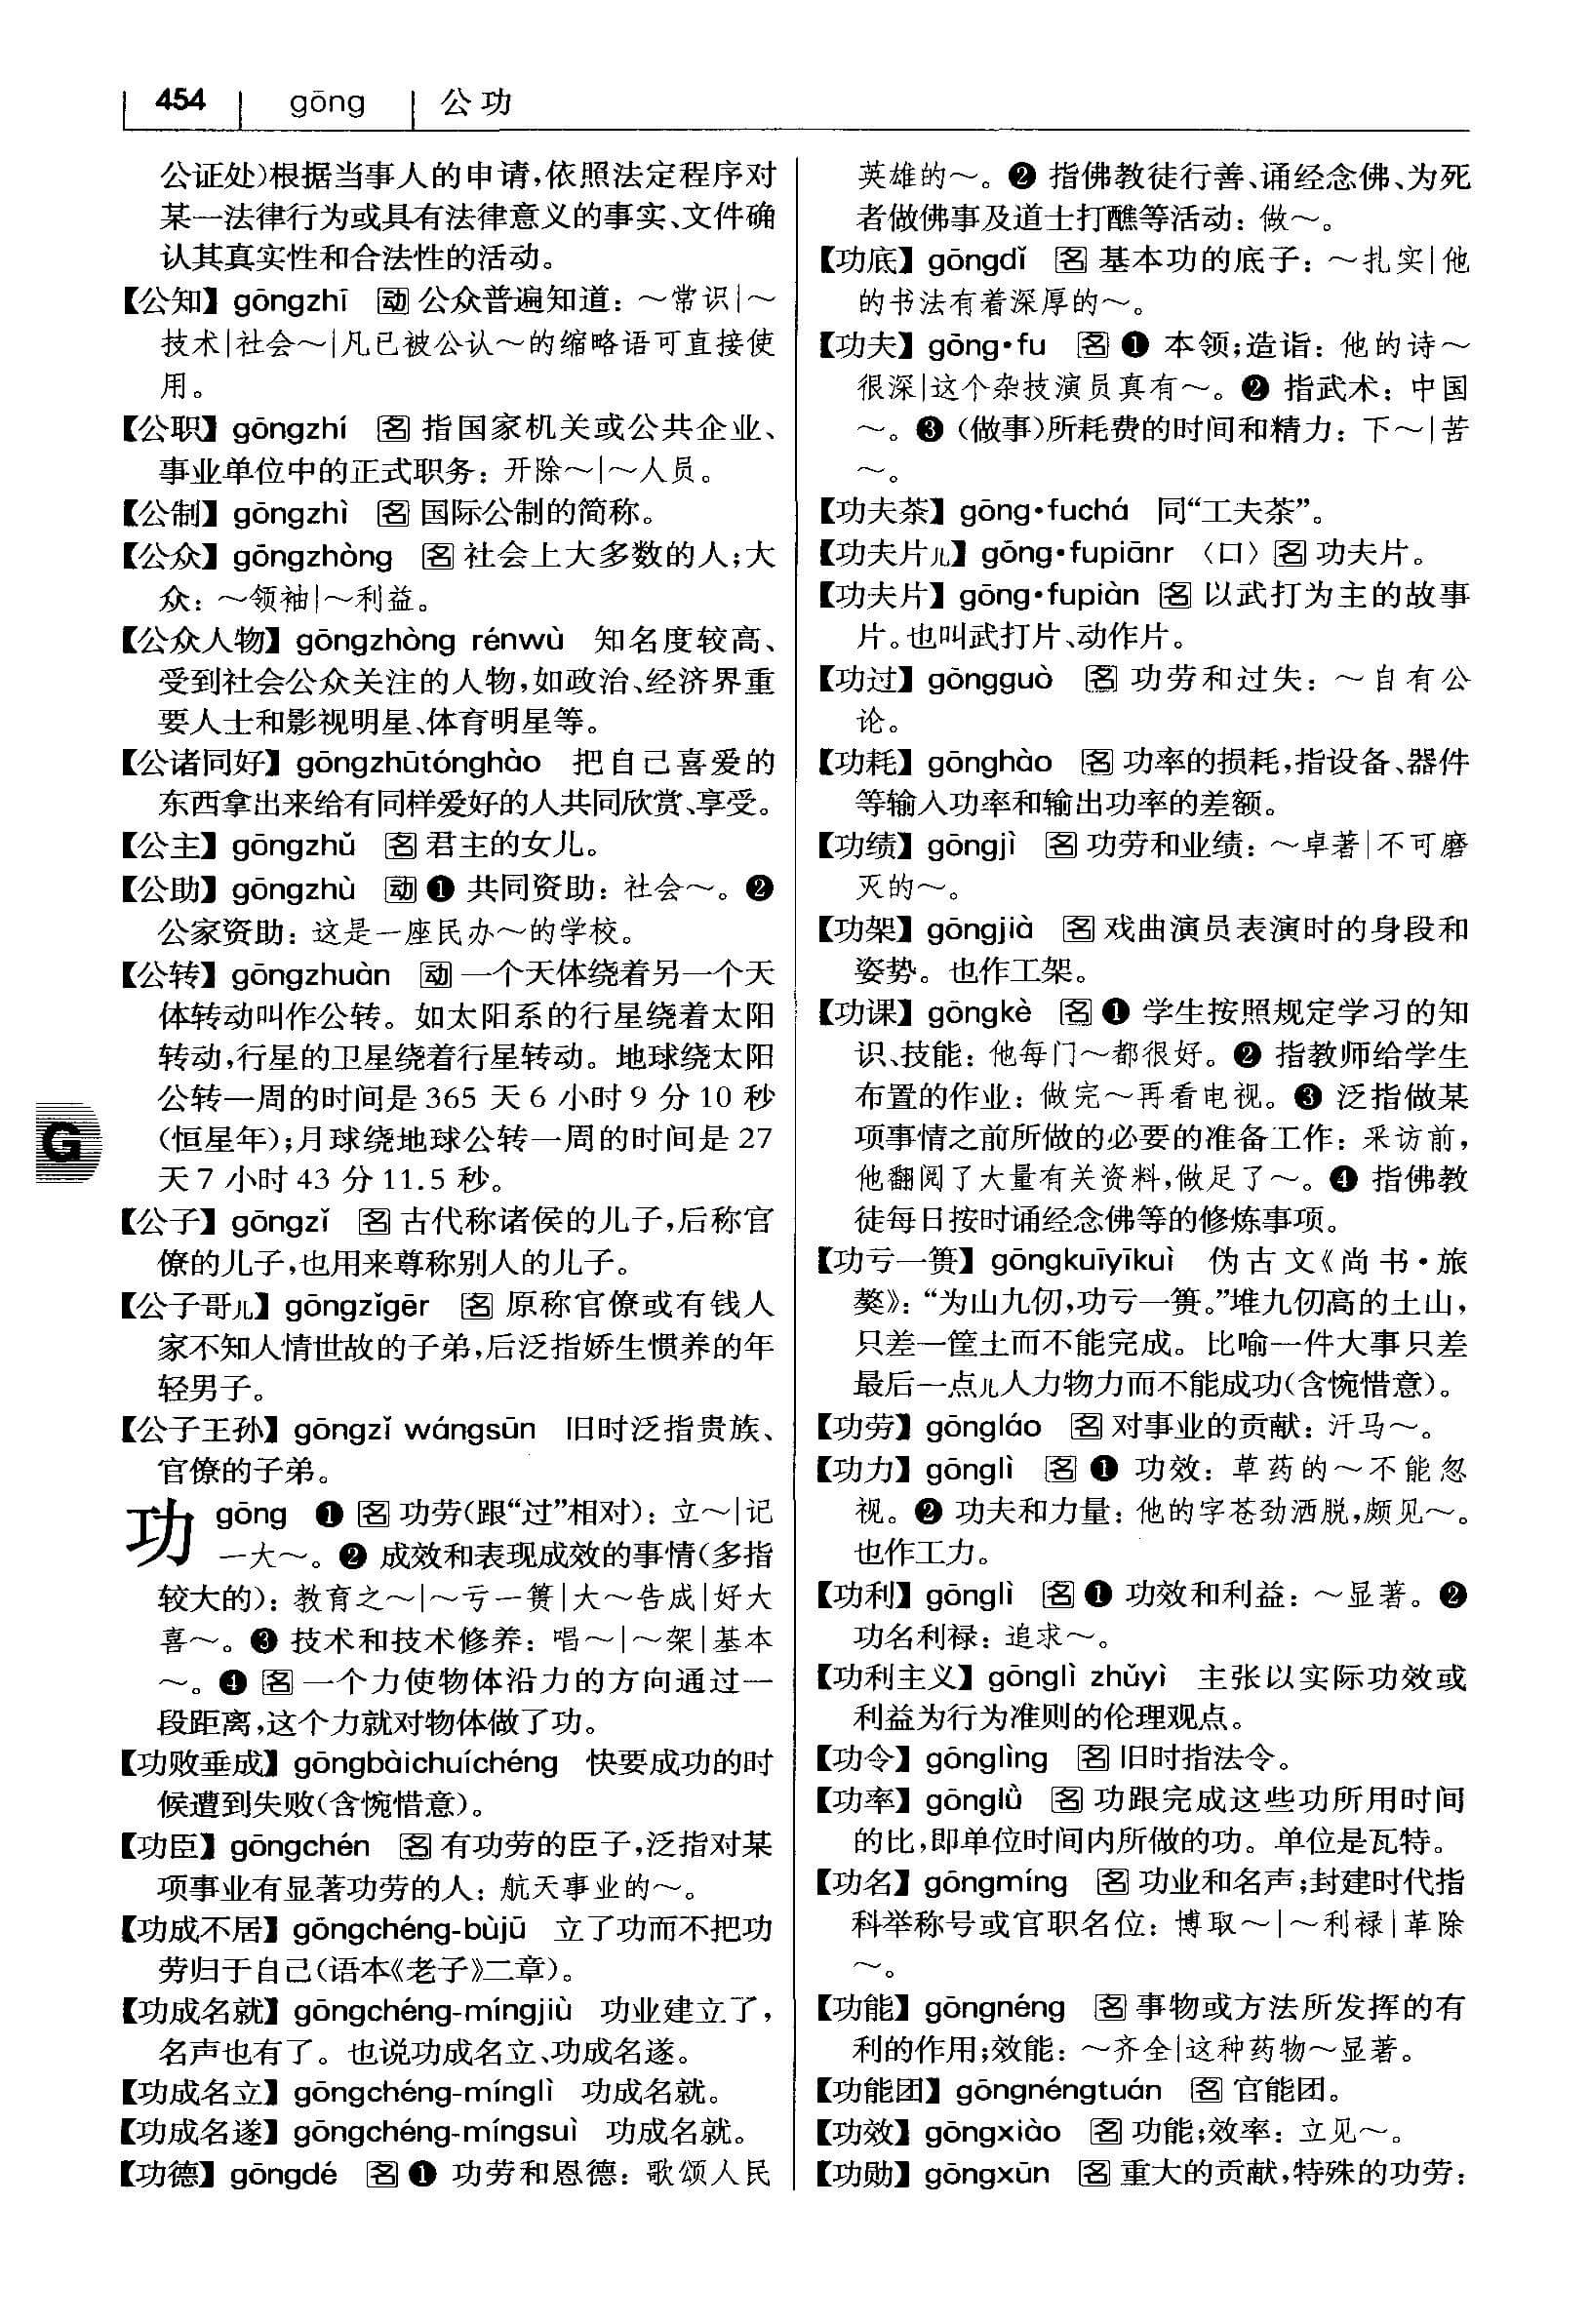 454 gōng 公功
公证处)根据当事人的申请,依照法定程序对
某一法律行为或具有法律意义的事实、文件确
认其真实性和合法性的活动。
【公知】gōngzhī 动 公众普遍知道：～常识|～
技术|社会～|凡已被公认～的缩略语可直接使
用。
【公职】gōngzhí 名 指国家机关或公共企业、
事业单位中的正式职务：开除～|～人员。
【公制】gōngzhì 名 国际公制的简称。
【公众】gōngzhòng 名 社会上大多数的人;大
众：～领袖|～利益。
【公众人物】gōngzhòng rénwù 知名度较高、
受到社会公众关注的人物,如政治、经济界重
要人士和影视明星、体育明星等。
【公诸同好】gōngzhūtónghào 把自己喜爱的
东西拿出来给有同样爱好的人共同欣赏、享受。
【公主】gōngzhǔ 名 君主的女儿。
【公助】gōngzhù 动 ❶ 共同资助：社会～。❷
公家资助：这是一座民办～的学校。
【公转】gōngzhuàn 动 一个天体绕着另一个天
体转动叫作公转。如太阳系的行星绕着太阳
转动,行星的卫星绕着行星转动。地球绕太阳
公转一周的时间是 365 天 6 小时 9 分 10 秒
(恒星年);月球绕地球公转一周的时间是 27
天 7 小时 43 分 11.5 秒。
【公子】gōngzǐ 名 古代称诸侯的儿子,后称官
僚的儿子,也用来尊称别人的儿子。
【公子哥儿】gōngzǐgēr 名 原称官僚或有钱人
家不知人情世故的子弟,后泛指娇生惯养的年
轻男子。
【公子王孙】gōngzǐ wángsūn 旧时泛指贵族、
官僚的子弟。
功 gōng ❶ 名 功劳(跟“过”相对)：立～|记
一大～。❷ 成效和表现成效的事情(多指
较大的)：教育之～|～亏一篑|大～告成|好大
喜～。❸ 技术和技术修养：唱～|～架|基本
～。❹ 名 一个力使物体沿力的方向通过一
段距离,这个力就对物体做了功。
【功败垂成】gōngbàichuíchéng 快要成功的时
候遭到失败(含惋惜意)。
【功臣】gōngchén 名 有功劳的臣子,泛指对某
项事业有显著功劳的人：航天事业的～。
【功成不居】gōngchéng-bùjū 立了功而不把功
劳归于自己(语本《老子》二章)。
【功成名就】gōngchéng-míngjiù 功业建立了,
名声也有了。也说功成名立、功成名遂。
【功成名立】gōngchéng-mínglì 功成名就。
【功成名遂】gōngchéng-míngsuì 功成名就。
【功德】gōngdé 名 ❶ 功劳和恩德：歌颂人民
英雄的～。❷ 指佛教徒行善、诵经念佛、为死
者做佛事及道士打醮等活动：做～。
【功底】gōngdǐ 名 基本功的底子：～扎实|他
的书法有着深厚的～。
【功夫】gōng•fu 名 ❶ 本领;造诣：他的诗～
很深|这个杂技演员真有～。❷ 指武术：中国
～。❸ (做事)所耗费的时间和精力：下～|苦
～。
【功夫茶】gōng•fuchá 同“工夫茶”。
【功夫片儿】gōng•fupiānr 〈口〉名 功夫片。
【功夫片】gōng•fupiàn 名 以武打为主的故事
片。也叫武打片、动作片。
【功过】gōngguò 名 功劳和过失：～自有公
论。
【功耗】gōnghào 名 功率的损耗,指设备、器件
等输入功率和输出功率的差额。
【功绩】gōngjì 名 功劳和业绩：～卓著|不可磨
灭的～。
【功架】gōngjià 名 戏曲演员表演时的身段和
姿势。也作工架。
【功课】gōngkè 名 ❶ 学生按照规定学习的知
识、技能：他每门～都很好。❷ 指教师给学生
布置的作业：做完～再看电视。❸ 泛指做某
项事情之前所做的必要的准备工作：采访前,
他翻阅了大量有关资料,做足了～。❹ 指佛教
徒每日按时诵经念佛等的修炼事项。
【功亏一篑】gōngkuīyīkuì 伪古文《尚书•旅
獒》：“为山九仞,功亏一篑。”堆九仞高的土山,
只差一筐土而不能完成。比喻一件大事只差
最后一点儿人力物力而不能成功(含惋惜意)。
【功劳】gōngláo 名 对事业的贡献：汗马～。
【功力】gōnglì 名 ❶ 功效：草药的～不能忽
视。❷ 功夫和力量：他的字苍劲洒脱,颇见～。
也作工力。
【功利】gōnglì 名 ❶ 功效和利益：～显著。❷
功名利禄：追求～。
【功利主义】gōnglì zhǔyì 主张以实际功效或
利益为行为准则的伦理观点。
【功令】gōnglìng 名 旧时指法令。
【功率】gōnglǜ 名 功跟完成这些功所用时间
的比,即单位时间内所做的功。单位是瓦特。
【功名】gōngmíng 名 功业和名声;封建时代指
科举称号或官职名位：博取～|～利禄|革除
～。
【功能】gōngnéng 名 事物或方法所发挥的有
利的作用;效能：～齐全|这种药物～显著。
【功能团】gōngnéngtuán 名 官能团。
【功效】gōngxiào 名 功能;效率：立见～。
【功勋】gōngxūn 名 重大的贡献,特殊的功劳：
G